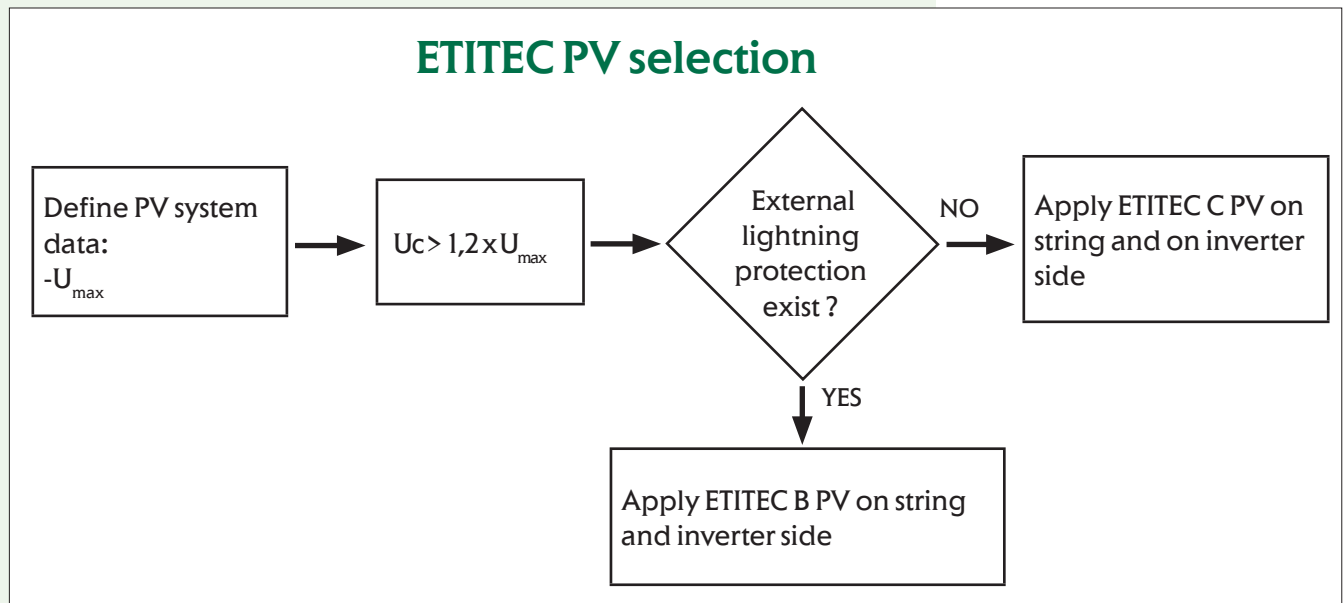 ETITEC PV selection
Define PV system
data:
-Umax
Uc > 1,2 x Umax
External
lightning
protection
exist ?
NO
Apply ETITEC C PV on
string and on inverter
side
YES
Apply ETITEC B PV on string
and inverter side